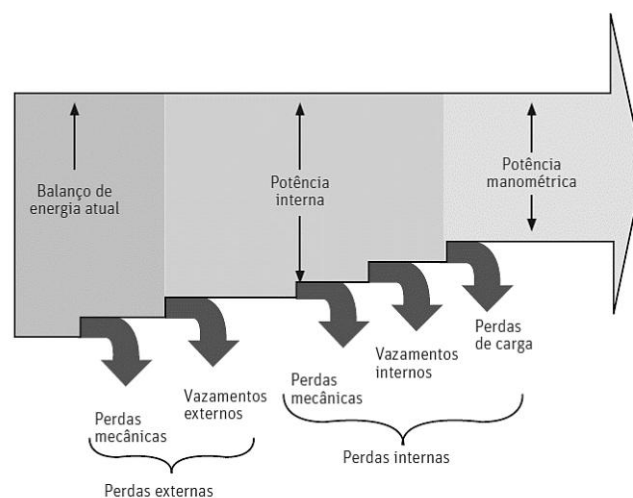 Balanço de
energia atual
Potência
interna
Potência
manométrica
Perdas
mecânicas
Vazamentos
externos
Perdas
mecânicas
Vazamentos
internos
Perdas
de carga
Perdas externas
Perdas internas